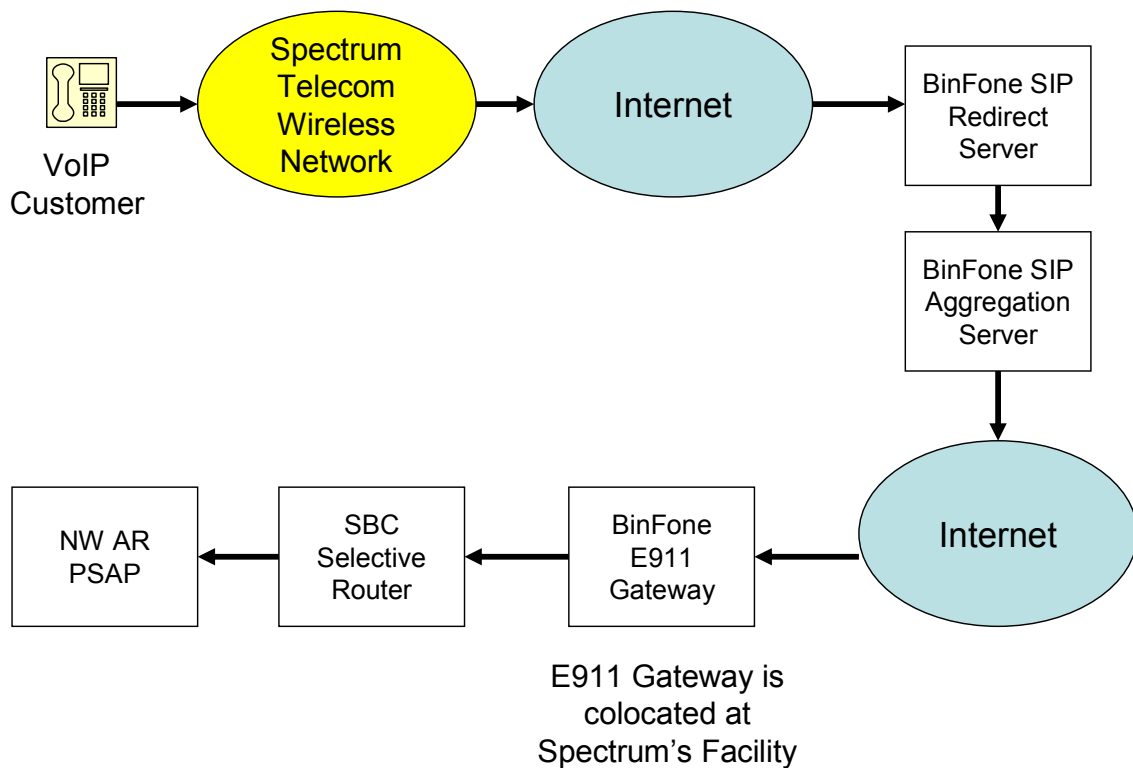 VoIP
Customer
Spectrum
Telecom
Wireless
Network
Internet
BinFone SIP
Redirect
Server
BinFone SIP
Aggregation
Server
Internet
BinFone
E911
Gateway
SBC
Selective
Router
NW AR
PSAP
E911 Gateway is
colocated at
Spectrum's Facility